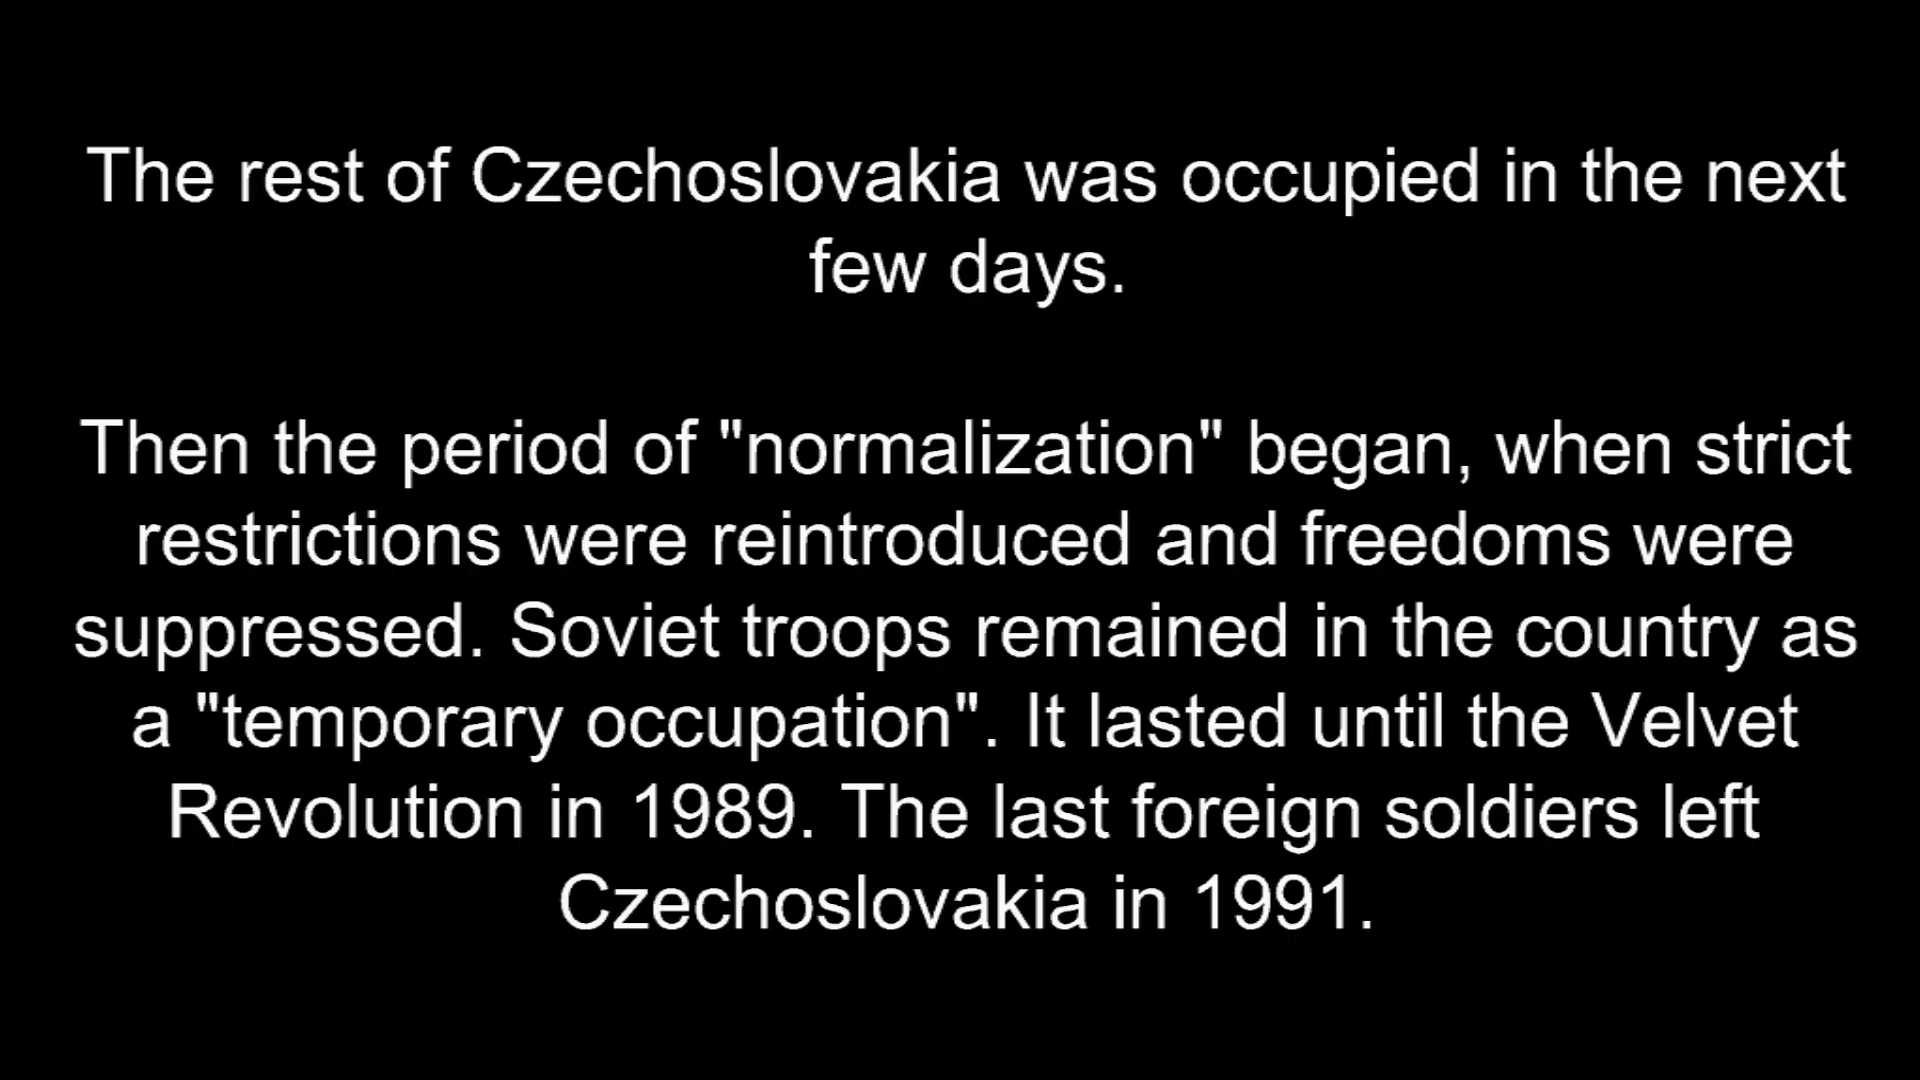 The rest of Czechoslovakia was occupied in the next
few days.
Then the period of "normalization" began, when strict
restrictions were reintroduced and freedoms were
suppressed. Soviet troops remained in the country as
a "temporary occupation". It lasted until the Velvet
Revolution in 1989. The last foreign soldiers left
Czechoslovakia in 1991.